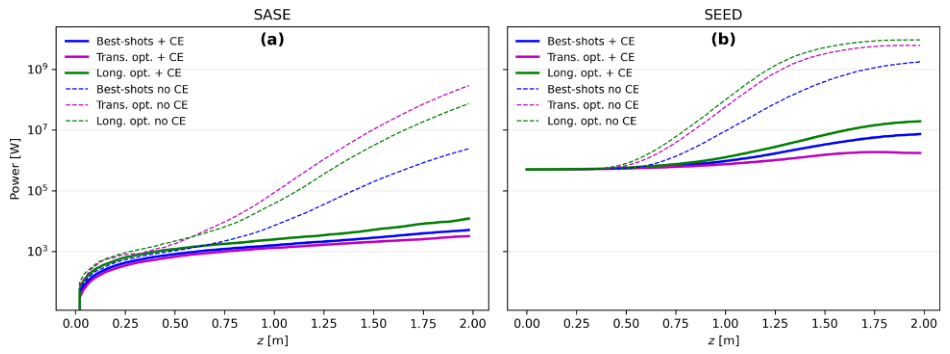 SASE
(a)
Best-shots + CE
Trans. opt. + CE
Long. opt. + CE
Best-shots no CE
Trans. opt. no CE
Long. opt. no CE
Power [W]
10⁹
10⁷
10⁵
10³
0.00 0.25 0.50 0.75 1.00 1.25 1.50 1.75 2.00
z [m]
SEED
(b)
Best-shots + CE
Trans. opt. + CE
Long. opt. + CE
Best-shots no CE
Trans. opt. no CE
Long. opt. no CE
0.00 0.25 0.50 0.75 1.00 1.25 1.50 1.75 2.00
z [m]